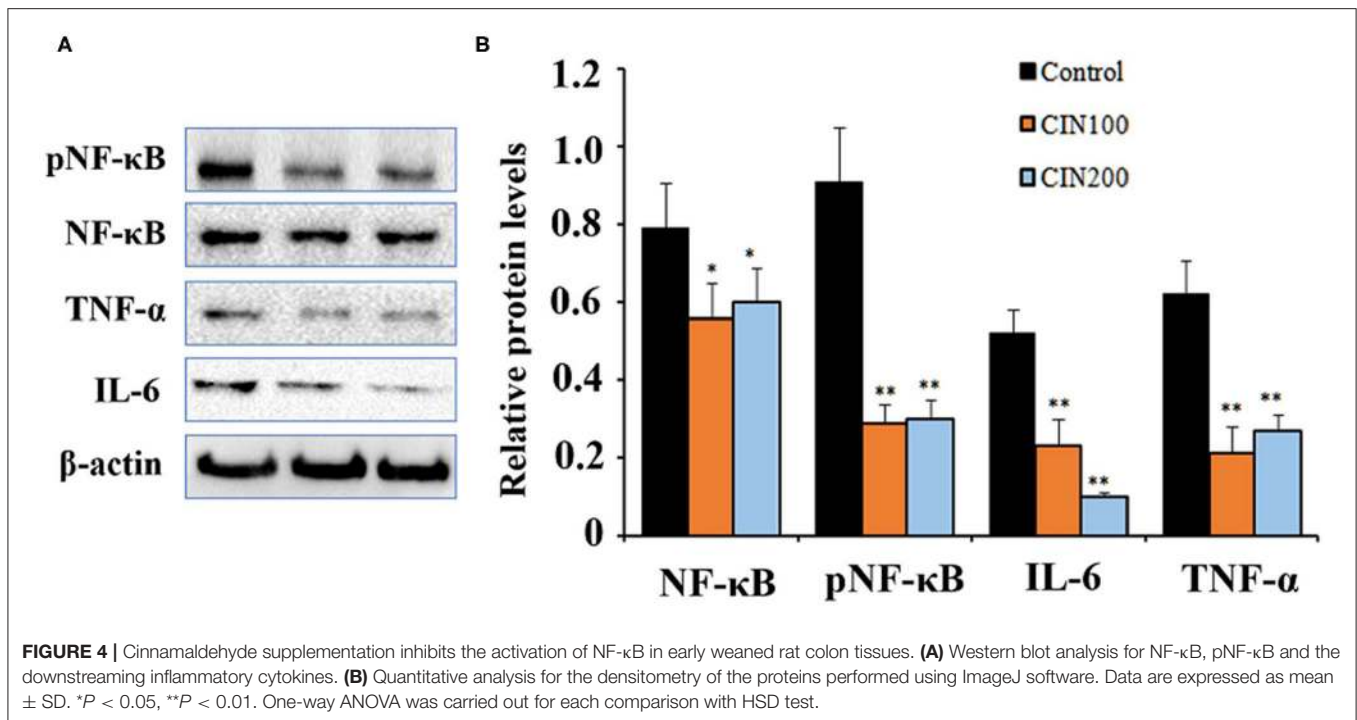 A
pNF-κB
NF-κB
TNF-α
IL-6
β-actin
B
Relative protein levels
1.2
1.0
0.8
0.6
0.4
0.2
0
Control
CIN100
CIN200
* *
** **
** **
** **
NF-κB pNF-κB IL-6 TNF-α
FIGURE 4 | Cinnamaldehyde supplementation inhibits the activation of NF-κB in early weaned rat colon tissues. (A) Western blot analysis for NF-κB, pNF-κB and the
downstreaming inflammatory cytokines. (B) Quantitative analysis for the densitometry of the proteins performed using ImageJ software. Data are expressed as mean
± SD. *P < 0.05, **P < 0.01. One-way ANOVA was carried out for each comparison with HSD test.